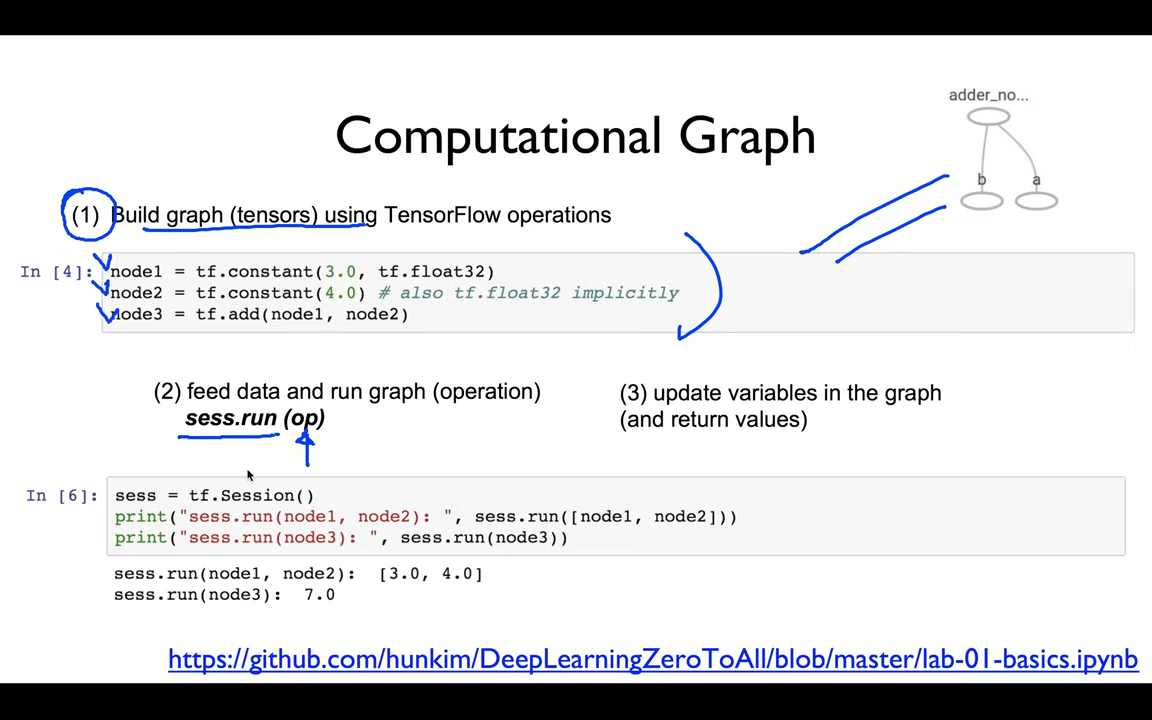 adder_no...
Computational Graph
b a
(1) Build graph (tensors) using TensorFlow operations
In [4]: node1 = tf.constant(3.0, tf.float32)
node2 = tf.constant(4.0) # also tf.float32 implicitly
node3 = tf.add(node1, node2)
(2) feed data and run graph (operation)
sess.run (op)
(3) update variables in the graph
(and return values)
In [6]: sess = tf.Session()
print("sess.run(node1, node2): ", sess.run([node1, node2]))
print("sess.run(node3): ", sess.run(node3))
sess.run(node1, node2):  [3.0, 4.0]
sess.run(node3):  7.0
https://github.com/hunkim/DeepLearningZeroToAll/blob/master/lab-01-basics.ipynb